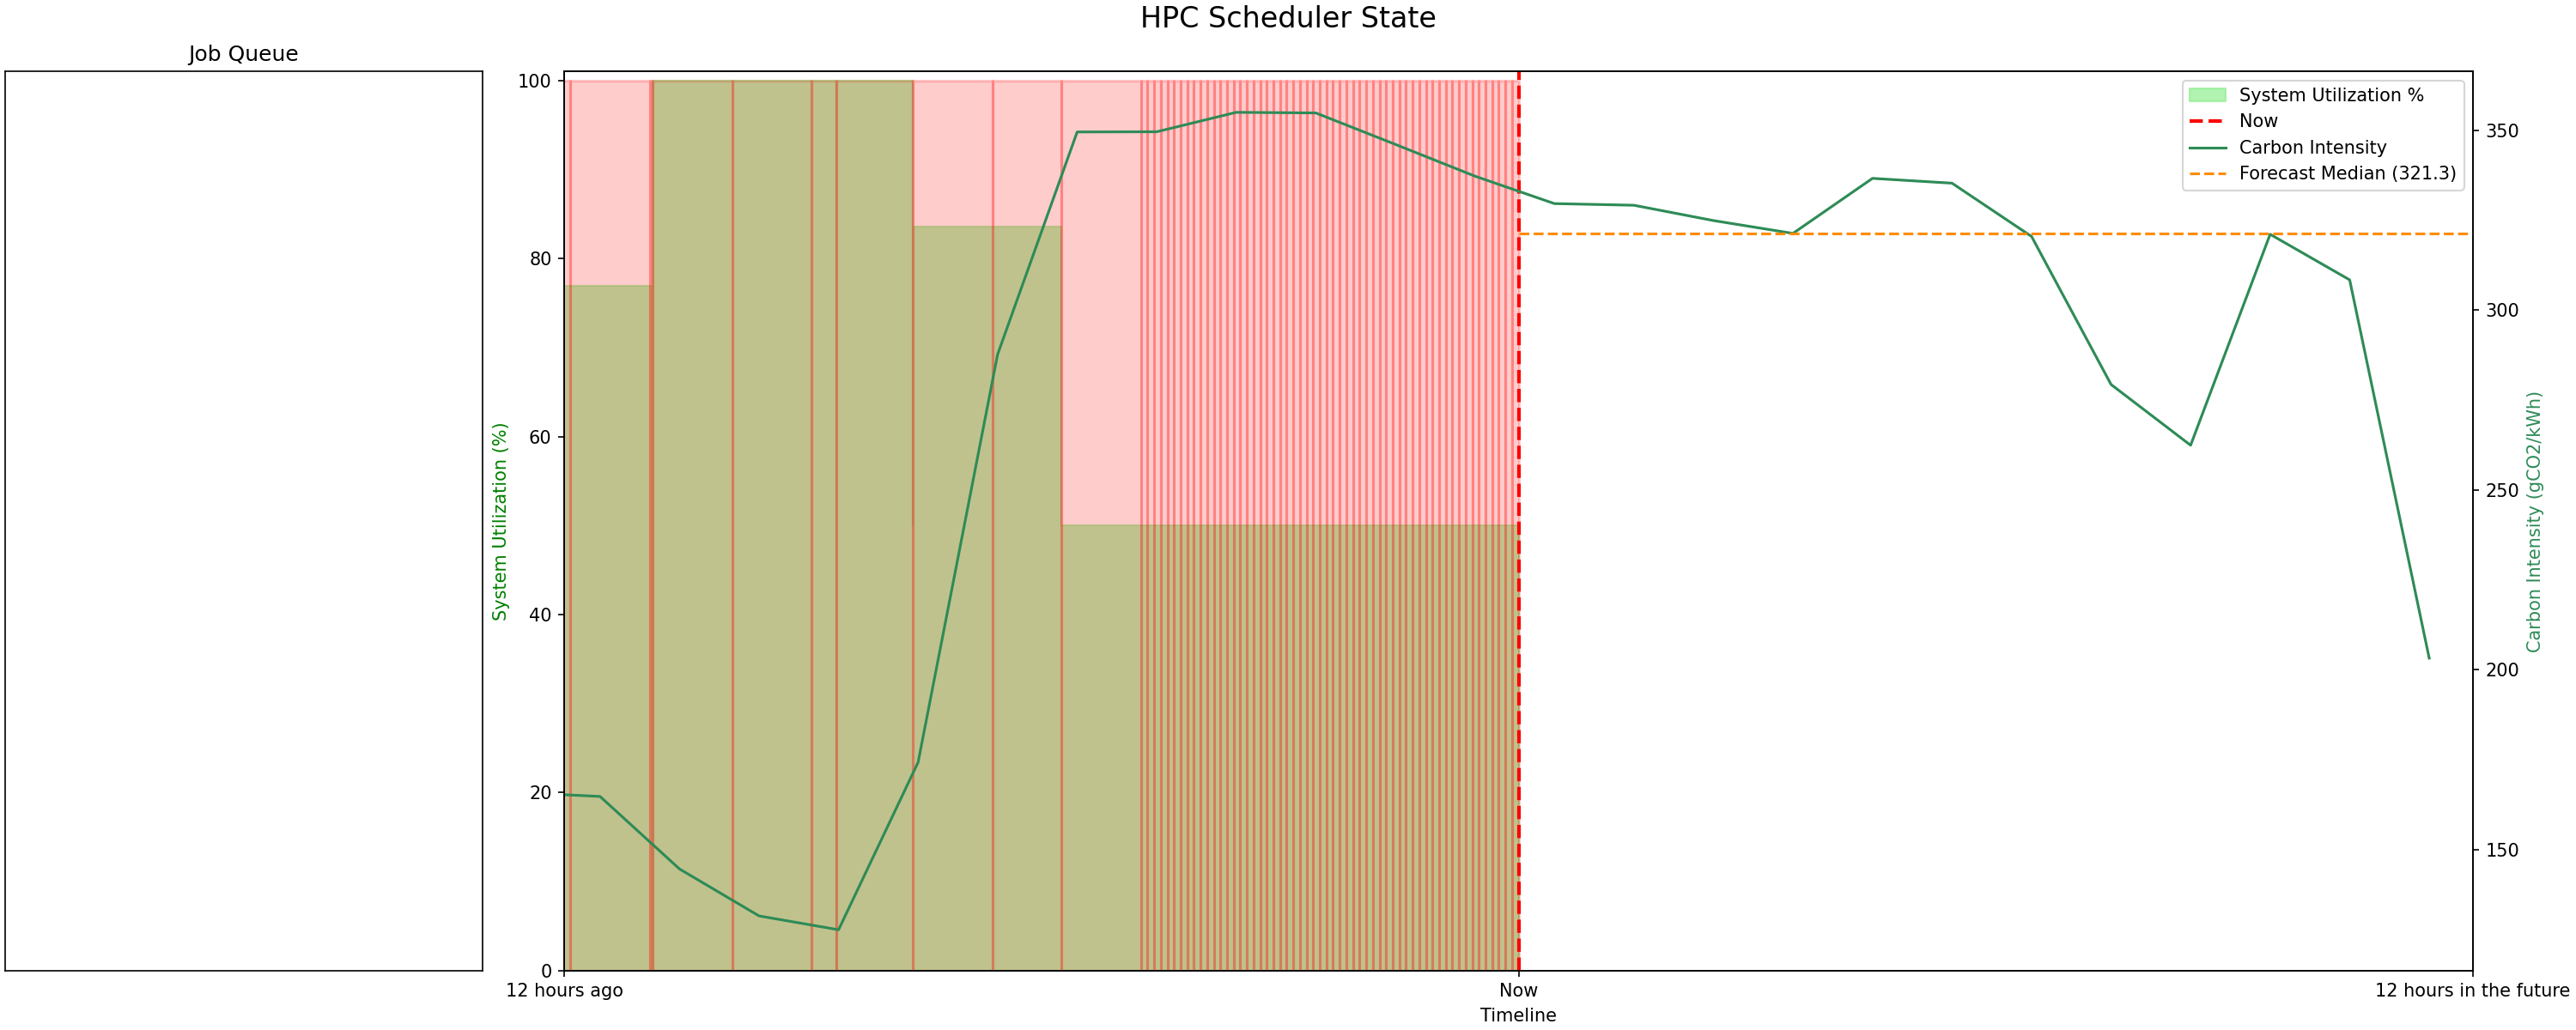 HPC Scheduler State
Job Queue
System Utilization (%)
100
80
60
40
20
0
System Utilization %
Now
Carbon Intensity
Forecast Median (321.3)
350
300
250
200
150
Carbon Intensity (gCO2/kWh)
12 hours ago
Now
12 hours in the future
Timeline